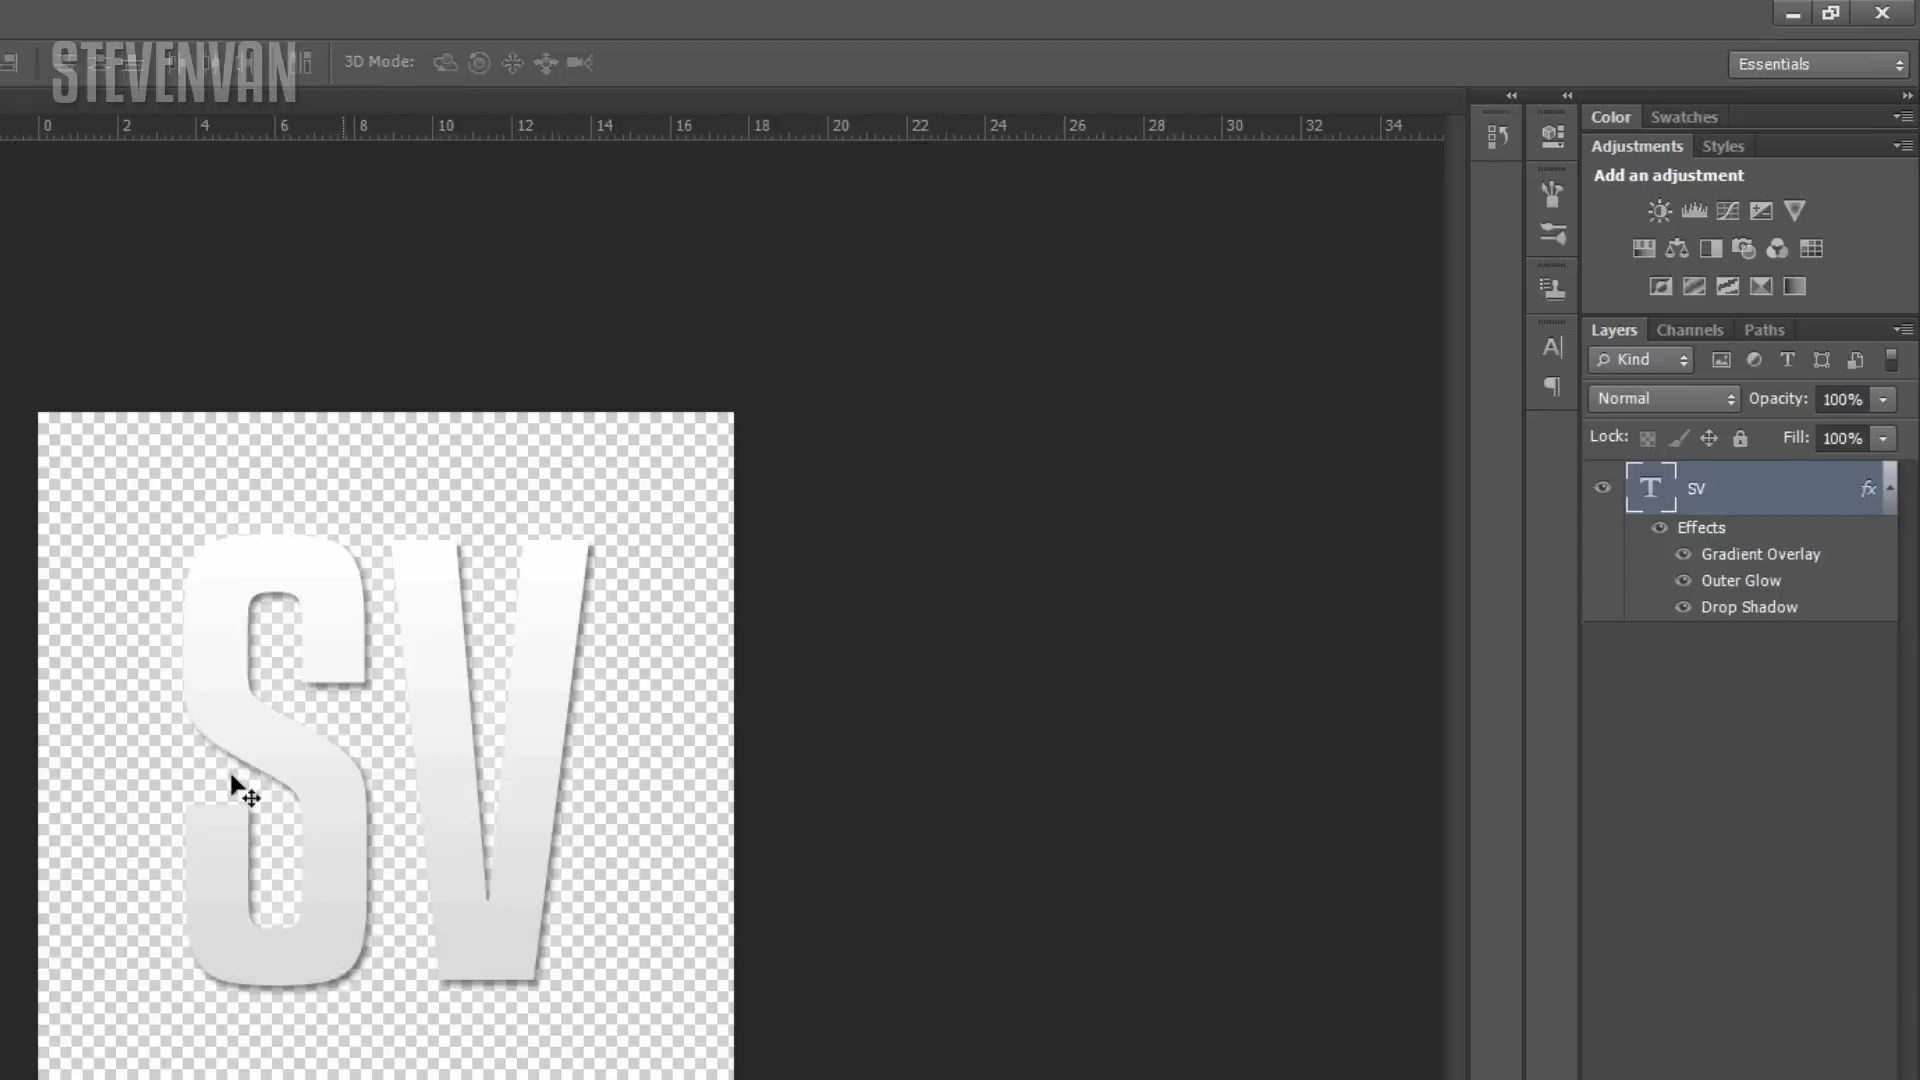 STEVENVAN
3D Mode:
Essentials
0 2 4 6 8 10 12 14 16 18 20 22 24 26 28 30 32 34
Color Swatches
Adjustments Styles
Add an adjustment
Layers Channels Paths
Kind
Normal Opacity: 100%
Lock: Fill: 100%
T SV fx
Effects
Gradient Overlay
Outer Glow
Drop Shadow
SV